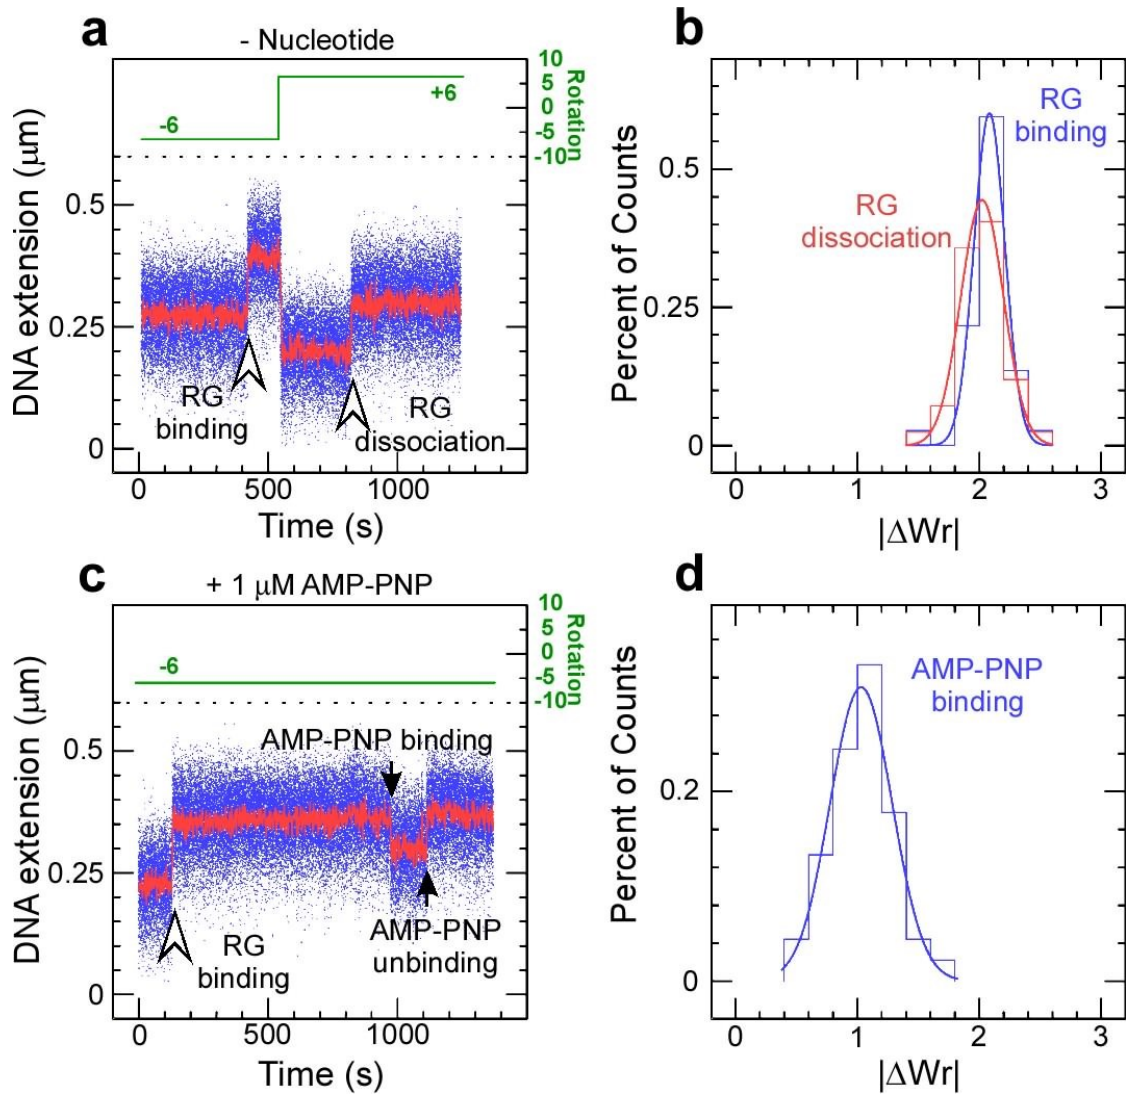 a
- Nucleotide
10
5
0
-5
-10
Rotation
-6
+6
DNA extension (μm)
0.5
0.25
0
RG
binding
RG
dissociation
0
500
1000
Time (s)
b
RG
binding
RG
dissociation
Percent of Counts
0.5
0.25
0
0
1
2
3
|ΔWr|
c
+ 1 μM AMP-PNP
10
5
0
-5
-10
Rotation
-6
DNA extension (μm)
0.5
0.25
0
AMP-PNP binding
RG
binding
AMP-PNP
unbinding
0
500
1000
Time (s)
d
AMP-PNP
binding
Percent of Counts
0.2
0
0
1
2
3
|ΔWr|